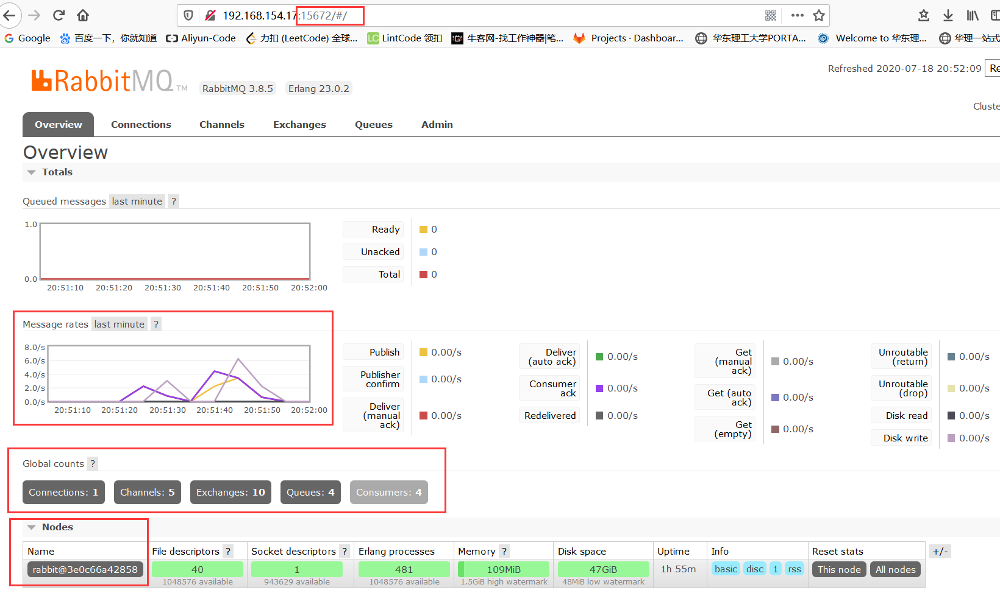 192.168.154.17:15672/#/
Google 百度一下，你就知道 Aliyun-Code 力扣 (LeetCode) 全球... LC LintCode 领扣 牛客网-找工作神器|笔... Projects · Dashboar... 华东理工大学PORTA... Welcome to 华东理... 华理一站式
Refreshed 2020-07-18 20:52:09 Re
RabbitMQ TM RabbitMQ 3.8.5 Erlang 23.0.2
Cluste
Overview Connections Channels Exchanges Queues Admin
Overview
Totals
Queued messages last minute ?
1.0
0.0
20:51:10 20:51:20 20:51:30 20:51:40 20:51:50 20:52:00
Ready 0
Unacked 0
Total 0
Message rates last minute ?
8.0/s
6.0/s
4.0/s
2.0/s
0.0/s
20:51:10 20:51:20 20:51:30 20:51:40 20:51:50 20:52:00
Publish 0.00/s
Publisher
confirm 0.00/s
Deliver
(manual
ack) 0.00/s
Deliver
(auto ack) 0.00/s
Consumer
ack 0.00/s
Redelivered 0.00/s
Get
(manual
ack) 0.00/s
Get (auto
ack) 0.00/s
Get
(empty) 0.00/s
Unroutable
(return) 0.00/s
Unroutable
(drop) 0.00/s
Disk read 0.00/s
Disk write 0.00/s
Global counts ?
Connections: 1 Channels: 5 Exchanges: 10 Queues: 4 Consumers: 4
Nodes
Name File descriptors ? Socket descriptors ? Erlang processes Memory ? Disk space Uptime Info Reset stats +/-
rabbit@3e0c66a42858 40 1 481 109MiB 47GiB 1h 55m basic disc 1 rss This node All nodes
1048576 available 943629 available 1048576 available 1.5GiB high watermark 48MiB low watermark